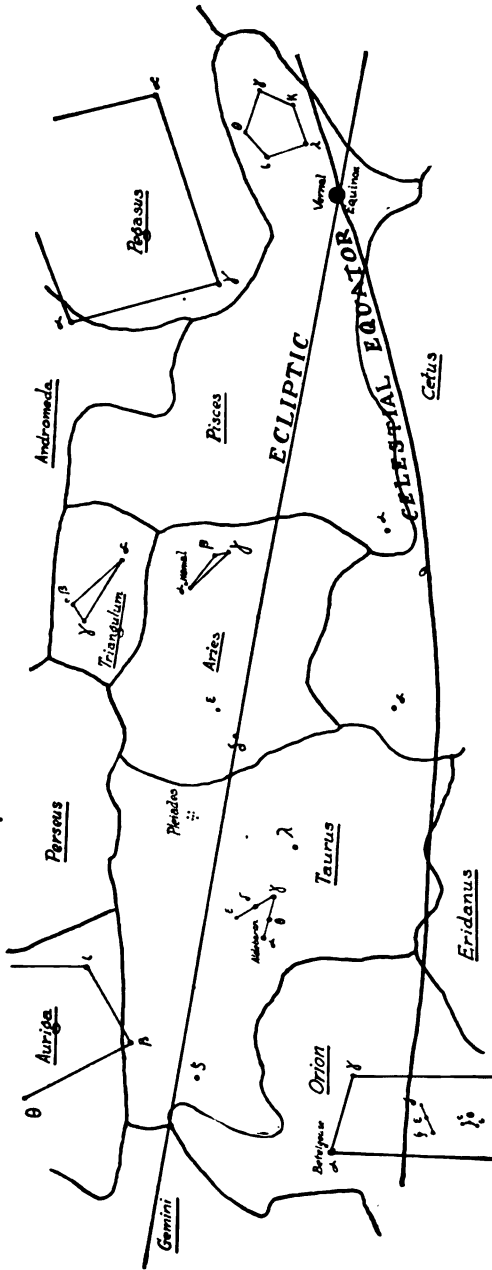 θ
ι
β
Auriga
Perseus
Andromeda
α
Pegasus
α
γ
β
γ
α
Triangulum
α Hamal
β
γ
Aries
ε
Pisces
θ
γ
ι
κ
λ
Pleiades
ECLIPTIC
Vernal
Equinox
Gemini
ζ
ε
δ
γ
Aldebaran
θ
α
λ
Taurus
α
α
CELESTIAL EQUATOR
Cetus
Orion
Betelgeuse
α
γ
ζ ε δ
Eridanus